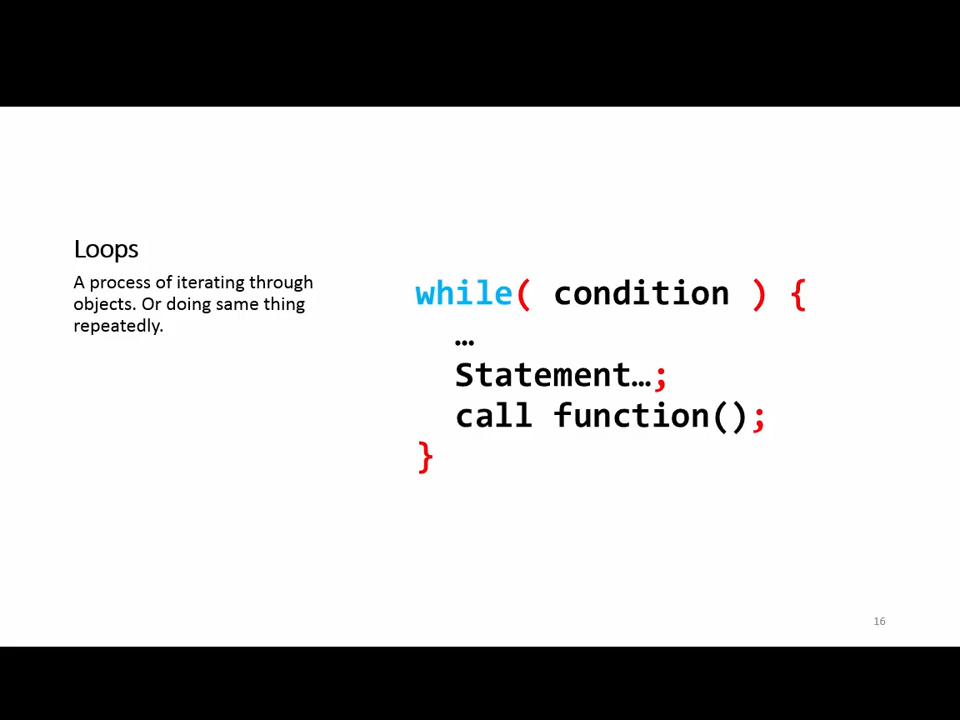 Loops
A process of iterating through
objects. Or doing same thing
repeatedly.
while( condition ) {
…
Statement…;
call function();
}
16